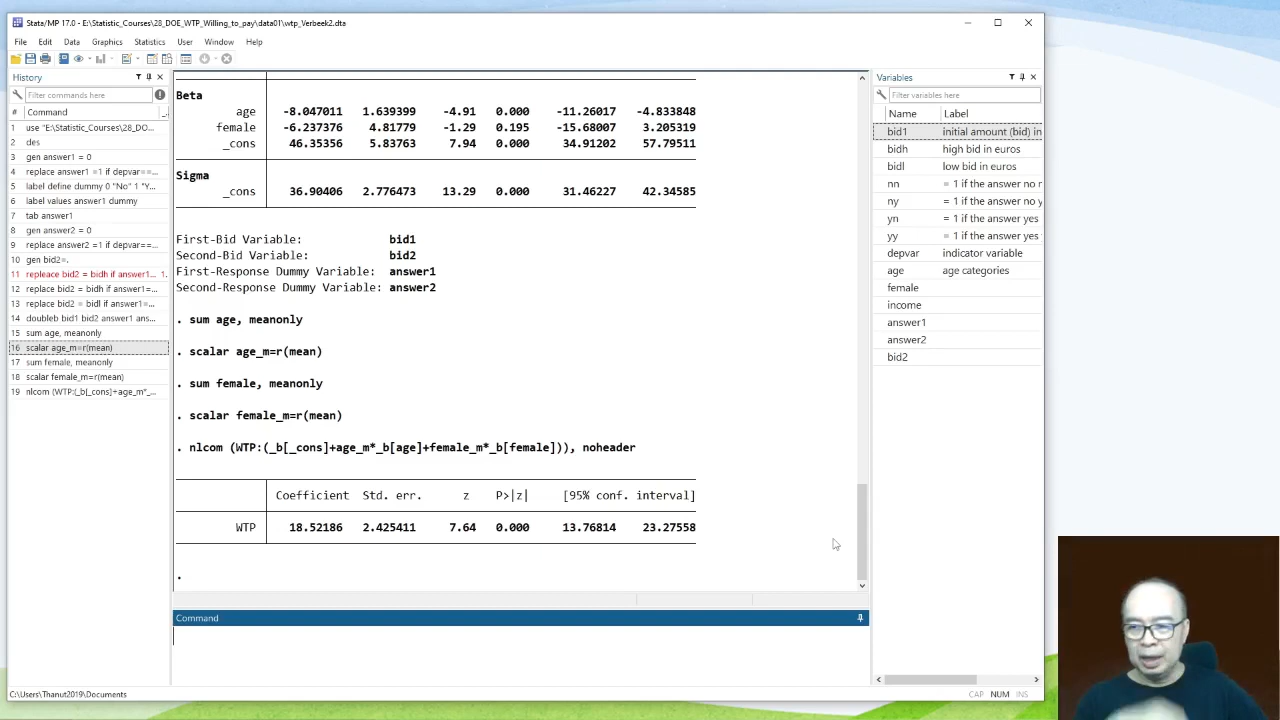 Stata/MP 17.0 - E:\Statistic_Courses\28_DOE_WTP_Willing_to_pay\data01\wtp_Verbeek2.dta
File Edit Data Graphics Statistics User Window Help
History
Filter commands here
# Command
1 use "E:\Statistic_Courses\28_DO...
2 des
3 gen answer1 = 0
4 replace answer1 =1 if depvar==...
5 label define dummy 0 "No" 1 "Y...
6 label values answer1 dummy
7 tab answer1
8 gen answer2 = 0
9 replace answer2 =1 if depvar==...
10 gen bid2=.
11 repleace bid2 = bidh if answer1... 1.
12 replace bid2 = bidh if answer1=...
13 replace bid2 = bidl if answer1=...
14 doubleb bid1 bid2 answer1 ans...
15 sum age, meanonly
16 scalar age_m=r(mean)
17 sum female, meanonly
18 scalar female_m=r(mean)
19 nlcom (WTP:(_b[_cons]+age_m*_...
Beta
age -8.047011 1.639399 -4.91 0.000 -11.26017 -4.833848
female -6.237376 4.81779 -1.29 0.195 -15.68007 3.205319
_cons 46.35356 5.83763 7.94 0.000 34.91202 57.79511
Sigma
_cons 36.90406 2.776473 13.29 0.000 31.46227 42.34585
First-Bid Variable: bid1
Second-Bid Variable: bid2
First-Response Dummy Variable: answer1
Second-Response Dummy Variable: answer2
. sum age, meanonly
. scalar age_m=r(mean)
. sum female, meanonly
. scalar female_m=r(mean)
. nlcom (WTP:(_b[_cons]+age_m*_b[age]+female_m*_b[female])), noheader
Coefficient Std. err. z P>|z| [95% conf. interval]
WTP 18.52186 2.425411 7.64 0.000 13.76814 23.27558
.
Command
Variables
Filter variables here
Name Label
bid1 initial amount (bid) in
bidh high bid in euros
bidl low bid in euros
nn = 1 if the answer no n
ny = 1 if the answer no y
yn = 1 if the answer yes
yy = 1 if the answer yes
depvar indicator variable
age age categories
female
income
answer1
answer2
bid2
C:\Users\Thanut2019\Documents
CAP NUM INS